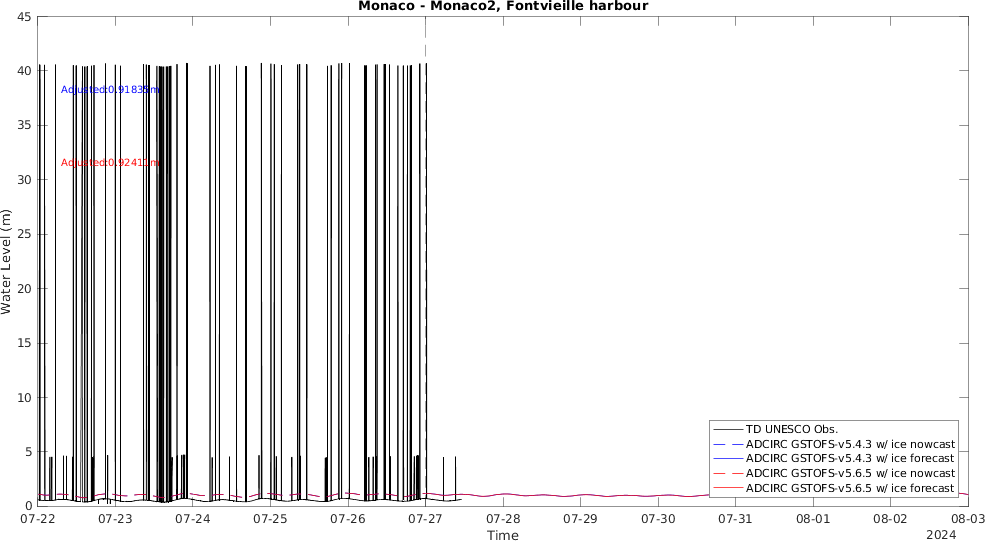 Monaco - Monaco2, Fontvieille harbour
Water Level (m)
45
40
35
30
25
20
15
10
5
0
Adjusted:0.91835m
Adjusted:0.92411m
TD UNESCO Obs.
ADCIRC GSTOFS-v5.4.3 w/ ice nowcast
ADCIRC GSTOFS-v5.4.3 w/ ice forecast
ADCIRC GSTOFS-v5.6.5 w/ ice nowcast
ADCIRC GSTOFS-v5.6.5 w/ ice forecast
07-22 07-23 07-24 07-25 07-26 07-27 07-28 07-29 07-30 07-31 08-01 08-02 08-03
Time
2024